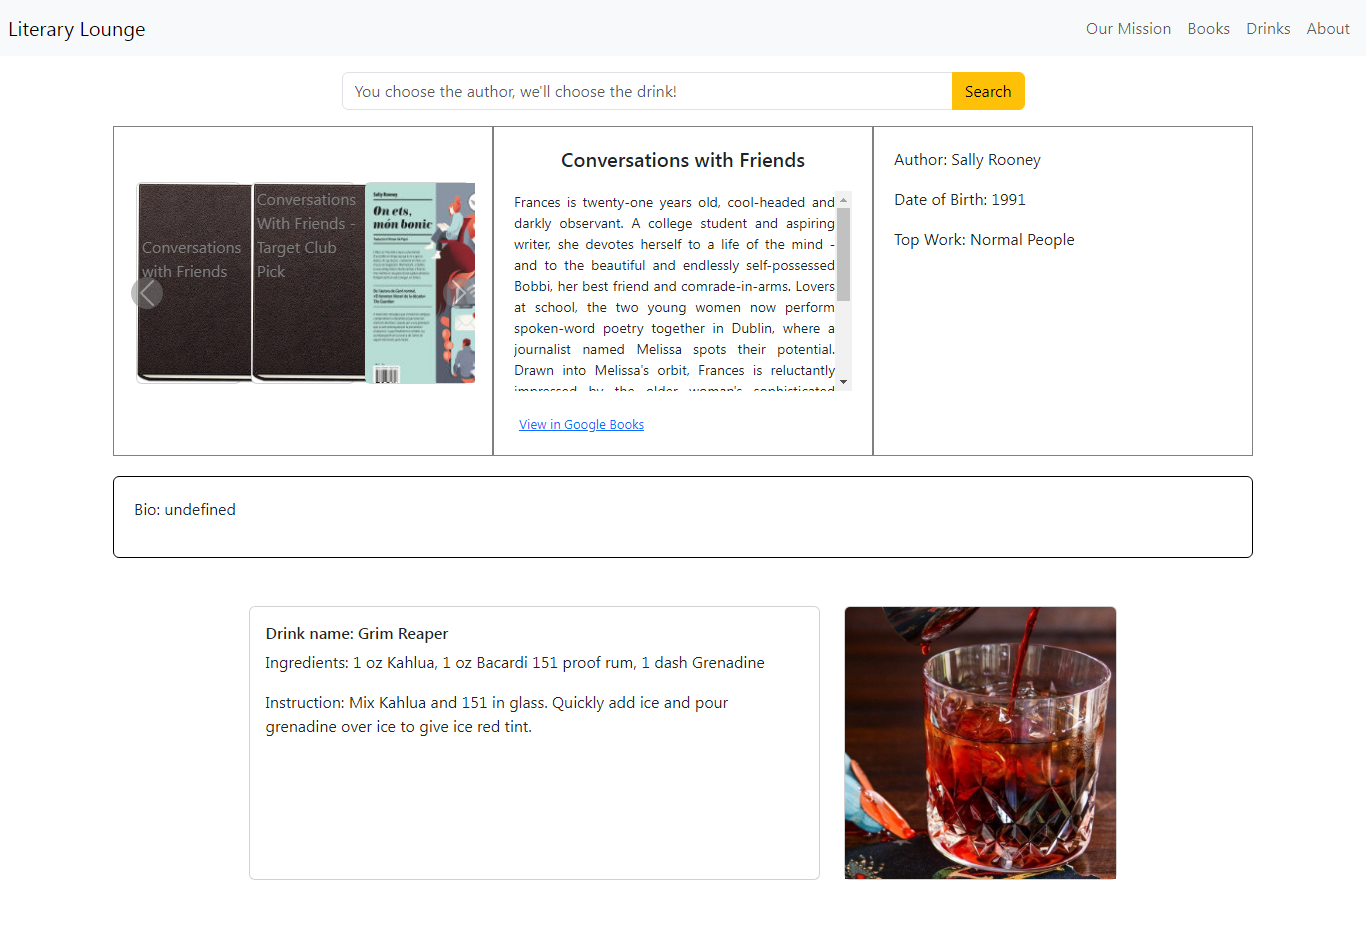 Literary Lounge
Our Mission
Books
Drinks
About
You choose the author, we'll choose the drink!
Search
Conversations
with Friends
Conversations
With Friends -
Target Club
Pick
Sally Rooney
On ets,
món bonic
Conversations with Friends
Frances is twenty-one years old, cool-headed and
darkly observant. A college student and aspiring
writer, she devotes herself to a life of the mind -
and to the beautiful and endlessly self-possessed
Bobbi, her best friend and comrade-in-arms. Lovers
at school, the two young women now perform
spoken-word poetry together in Dublin, where a
journalist named Melissa spots their potential.
Drawn into Melissa's orbit, Frances is reluctantly
impressed by the older woman's sophisticated
View in Google Books
Author: Sally Rooney
Date of Birth: 1991
Top Work: Normal People
Bio: undefined
Drink name: Grim Reaper
Ingredients: 1 oz Kahlua, 1 oz Bacardi 151 proof rum, 1 dash Grenadine
Instruction: Mix Kahlua and 151 in glass. Quickly add ice and pour
grenadine over ice to give ice red tint.